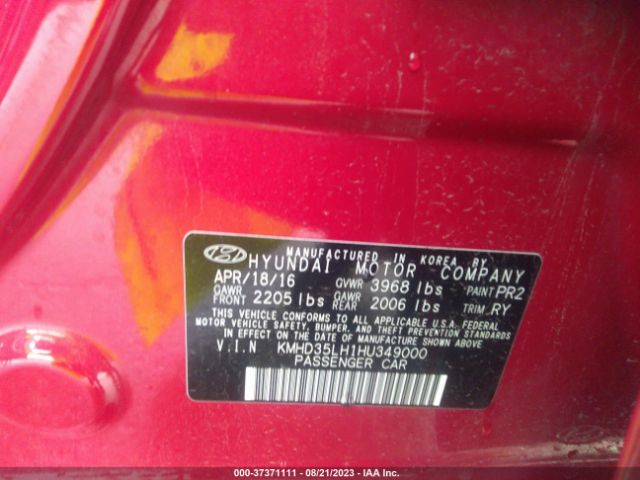 MANUFACTURED IN KOREA BY
HYUNDAI MOTOR COMPANY
APR/18/16 GVWR 3968 lbs PAINT PR2
GAWR FRONT 2205 lbs GAWR REAR 2006 lbs TRIM RY
THIS VEHICLE CONFORMS TO ALL APPLICABLE U.S.A. FEDERAL
MOTOR VEHICLE SAFETY, BUMPER, AND THEFT PREVENTION STANDARDS
IN EFFECT ON THE DATE OF MANUFACTURE SHOWN ABOVE
V.I.N KMHD35LH1HU349000
PASSENGER CAR
000-37371111 - 08/21/2023 - IAA Inc.